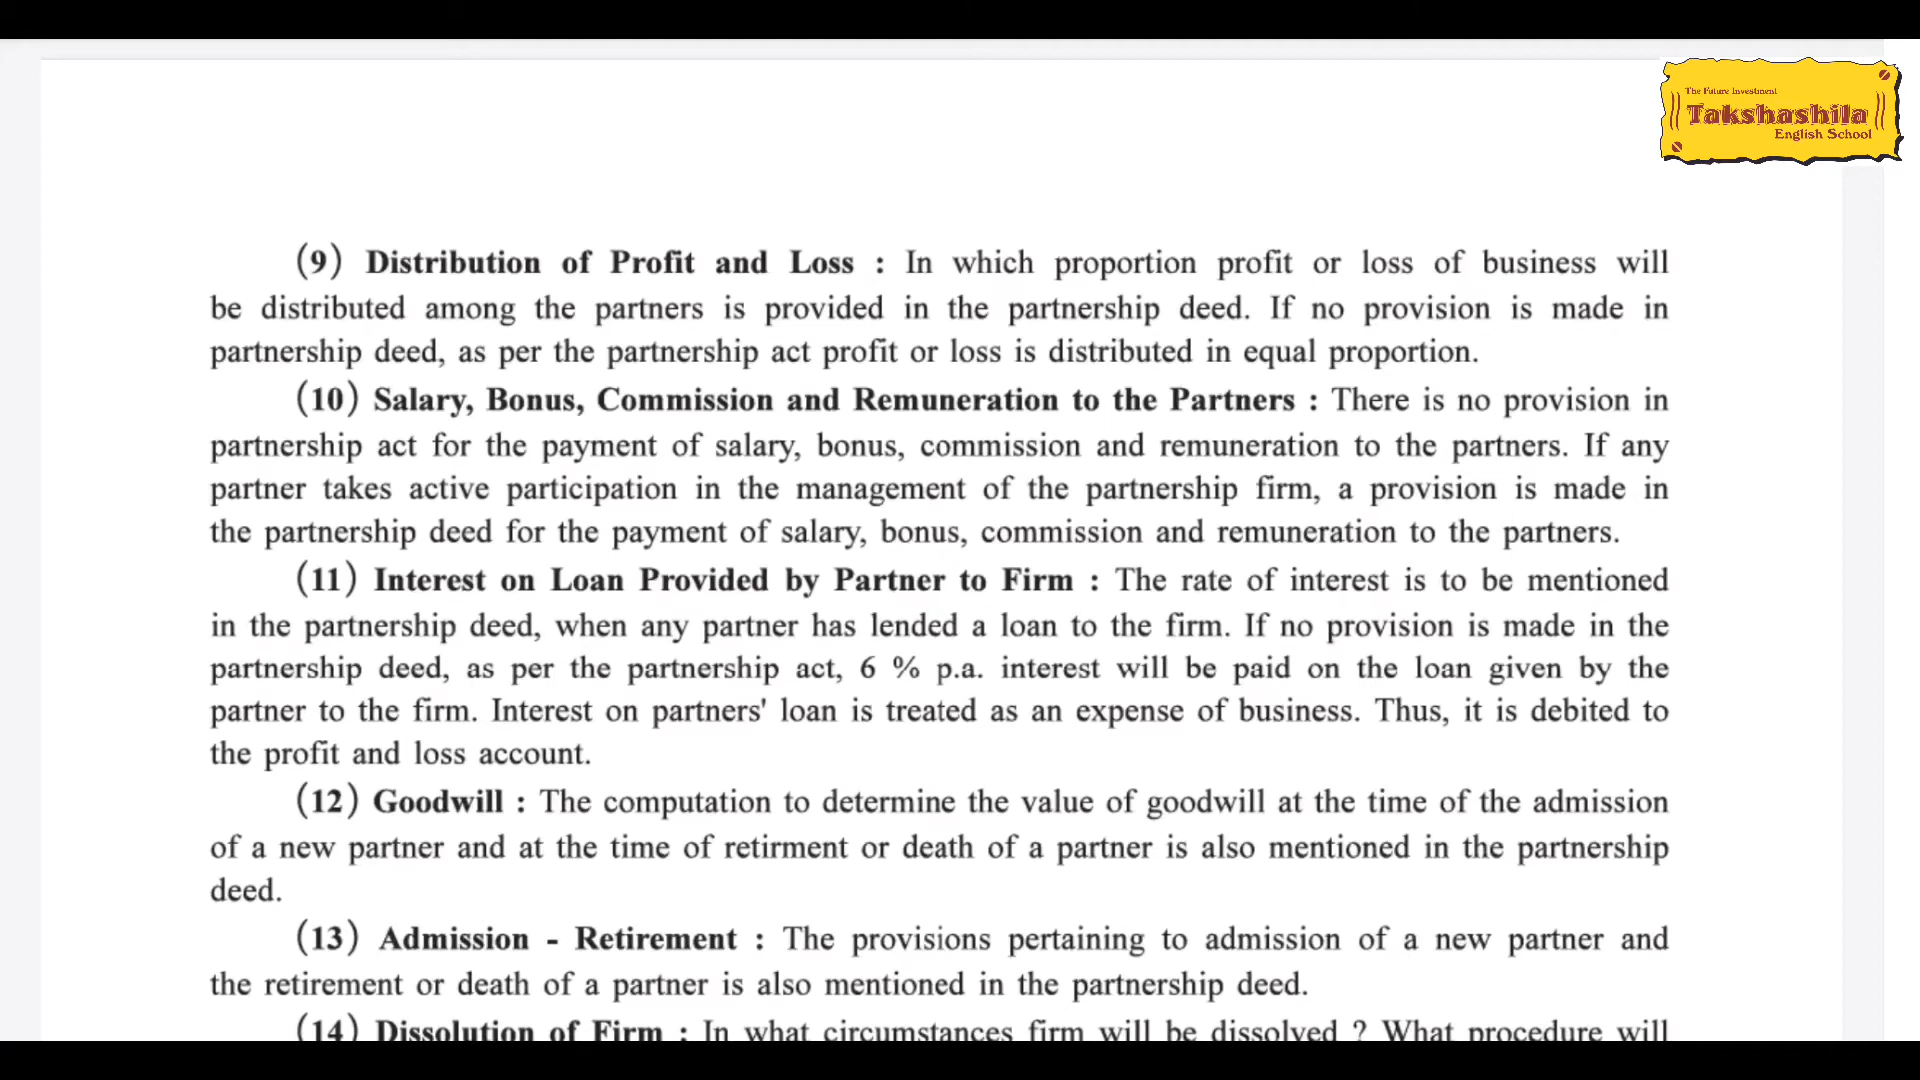 The Future Investment
Takshashila
English School
(9) Distribution of Profit and Loss : In which proportion profit or loss of business will
be distributed among the partners is provided in the partnership deed. If no provision is made in
partnership deed, as per the partnership act profit or loss is distributed in equal proportion.
(10) Salary, Bonus, Commission and Remuneration to the Partners : There is no provision in
partnership act for the payment of salary, bonus, commission and remuneration to the partners. If any
partner takes active participation in the management of the partnership firm, a provision is made in
the partnership deed for the payment of salary, bonus, commission and remuneration to the partners.
(11) Interest on Loan Provided by Partner to Firm : The rate of interest is to be mentioned
in the partnership deed, when any partner has lended a loan to the firm. If no provision is made in the
partnership deed, as per the partnership act, 6 % p.a. interest will be paid on the loan given by the
partner to the firm. Interest on partners' loan is treated as an expense of business. Thus, it is debited to
the profit and loss account.
(12) Goodwill : The computation to determine the value of goodwill at the time of the admission
of a new partner and at the time of retirment or death of a partner is also mentioned in the partnership
deed.
(13) Admission - Retirement : The provisions pertaining to admission of a new partner and
the retirement or death of a partner is also mentioned in the partnership deed.
(14) Dissolution of Firm : In what circumstances firm will be dissolved ? What procedure will